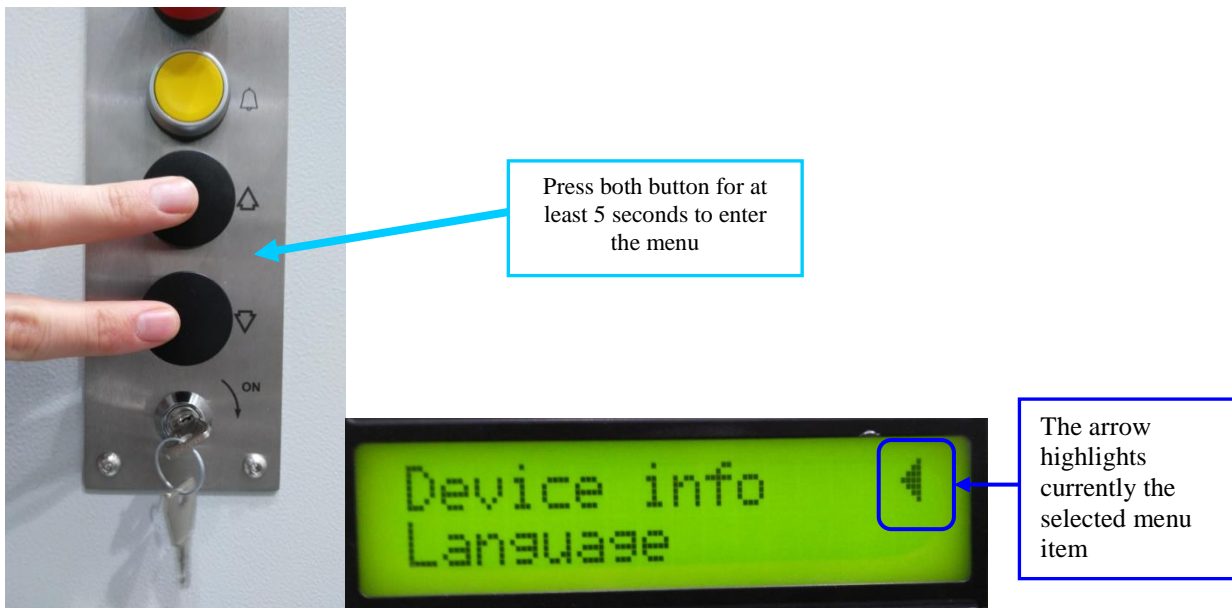 Press both button for at
least 5 seconds to enter
the menu
ON
Device info
Language
The arrow
highlights
currently the
selected menu
item